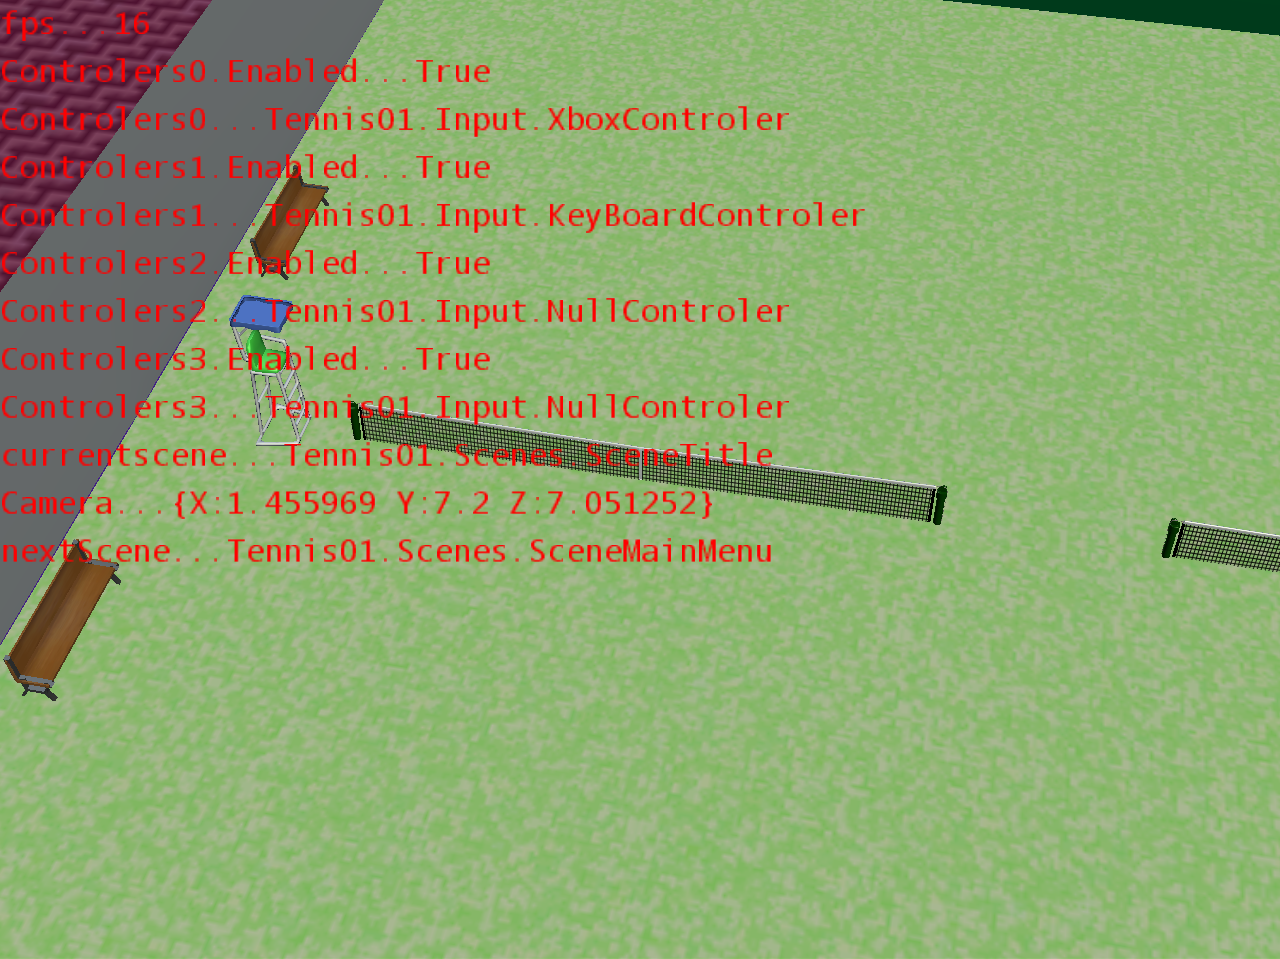 fps...16
Controlers0.Enabled...True
Controlers0...Tennis01.Input.XboxControler
Controlers1.Enabled...True
Controlers1...Tennis01.Input.KeyBoardControler
Controlers2.Enabled...True
Controlers2...Tennis01.Input.NullControler
Controlers3.Enabled...True
Controlers3...Tennis01.Input.NullControler
currentscene...Tennis01.Scenes.SceneTitle
Camera...{X:1.455969 Y:7.2 Z:7.051252}
nextScene...Tennis01.Scenes.SceneMainMenu